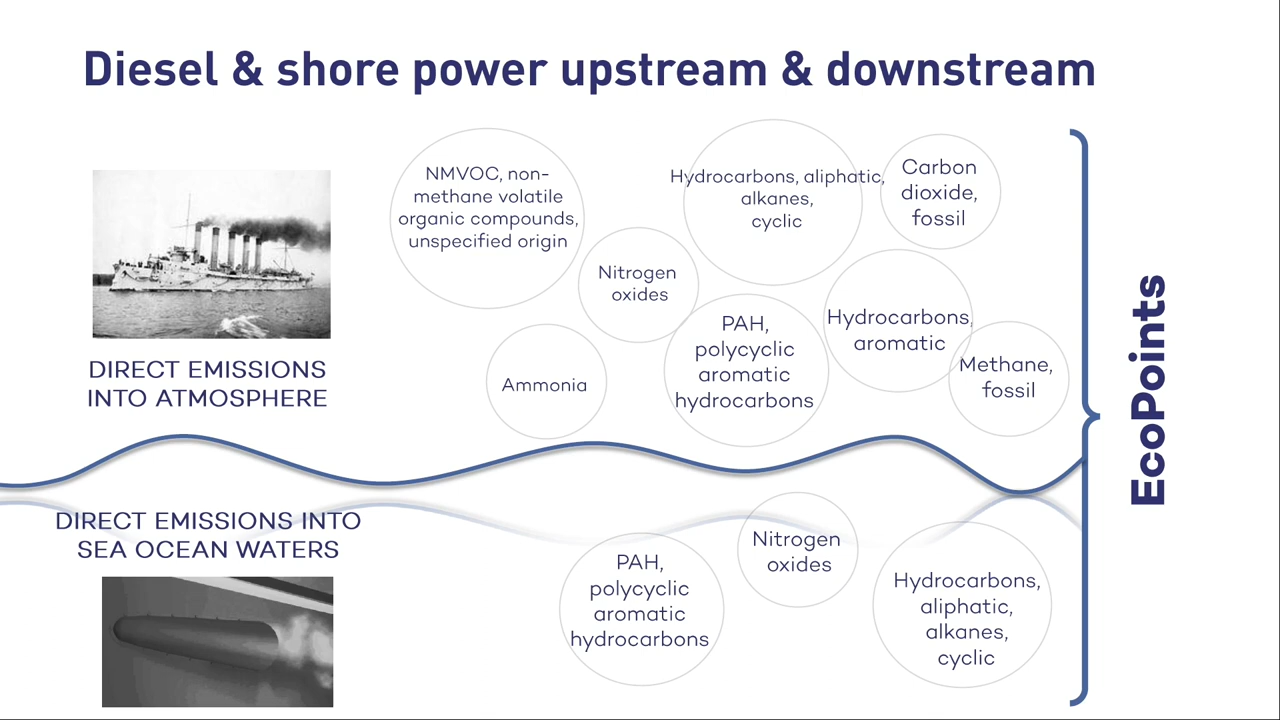 Diesel & shore power upstream & downstream
NMVOC, non-
methane volatile
organic compounds,
unspecified origin
Hydrocarbons, aliphatic,
alkanes,
cyclic
Carbon
dioxide,
fossil
Nitrogen
oxides
Hydrocarbons,
aromatic
PAH,
polycyclic
aromatic
hydrocarbons
Methane,
fossil
Ammonia
DIRECT EMISSIONS
INTO ATMOSPHERE
EcoPoints
DIRECT EMISSIONS INTO
SEA OCEAN WATERS
PAH,
polycyclic
aromatic
hydrocarbons
Nitrogen
oxides
Hydrocarbons,
aliphatic,
alkanes,
cyclic